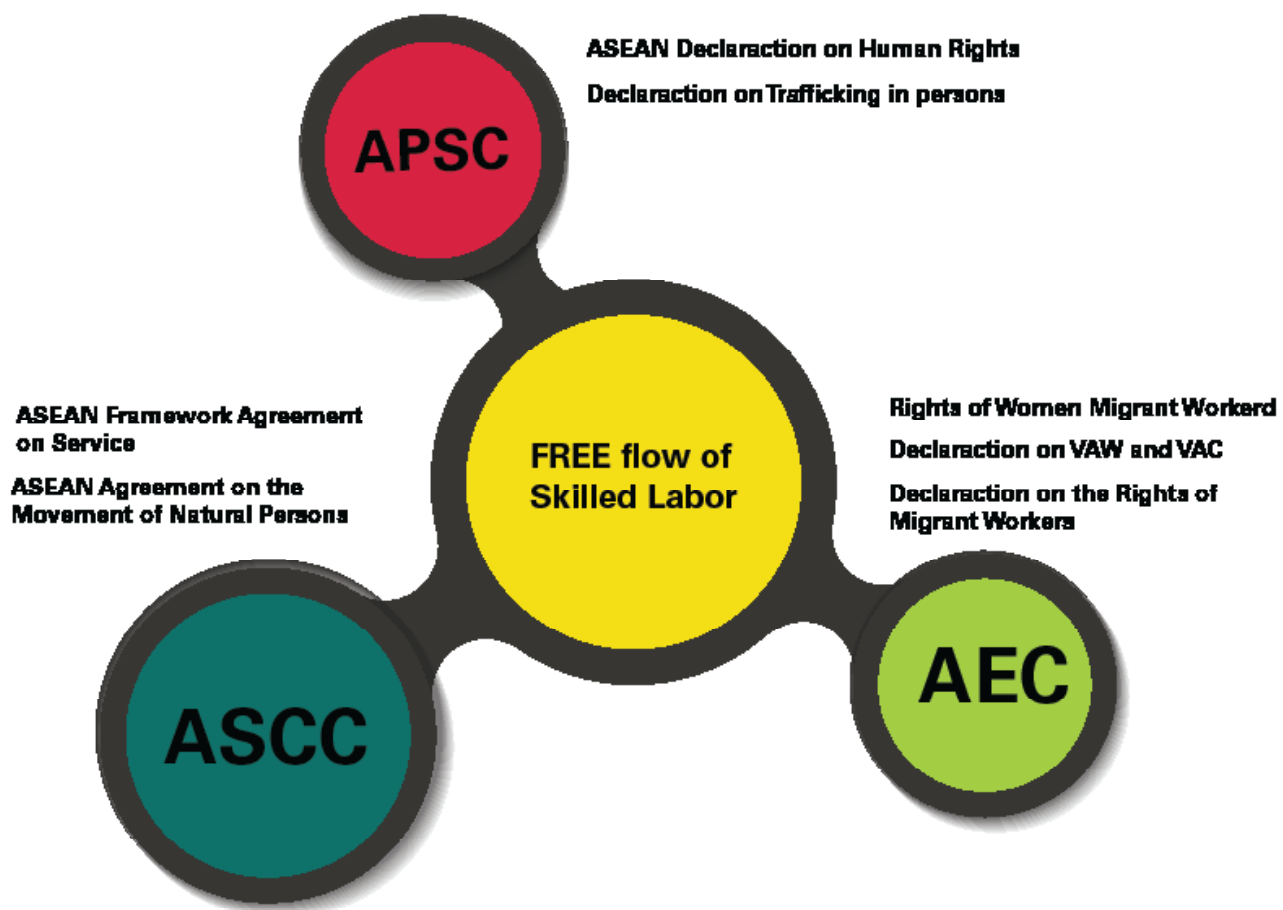 ASEAN Declaraction on Human Rights
Declaraction on Trafficking in persons
APSC
FREE flow of
Skilled Labor
ASEAN Framework Agreement
on Service
ASEAN Agreement on the
Movement of Natural Persons
ASCC
Rights of Women Migrant Workerd
Declaraction on VAW and VAC
Declaraction on the Rights of
Migrant Workers
AEC